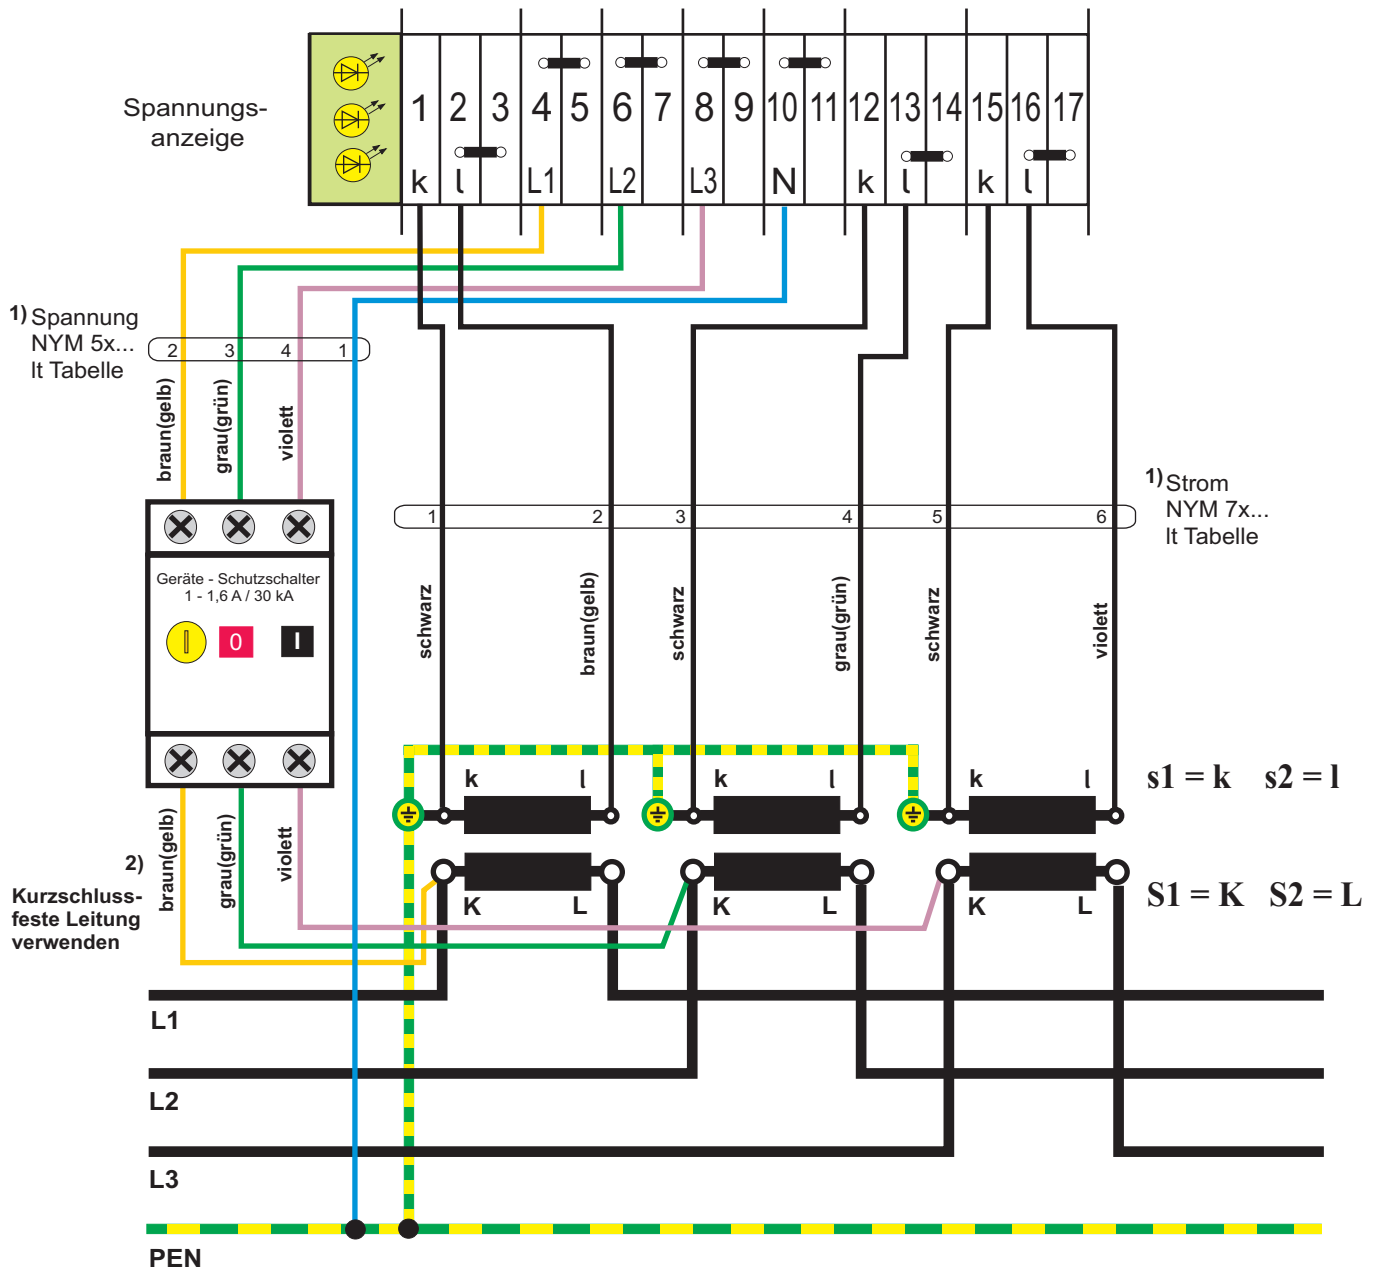 Spannungs-
anzeige
1 2 3 4 5 6 7 8 9 10 11 12 13 14 15 16 17
k l L1 L2 L3 N k l k l
1) Spannung
NYM 5x...
lt Tabelle
2 3 4 1
braun(gelb)
grau(grün)
violett
1) Strom
NYM 7x...
lt Tabelle
1 2 3 4 5 6
schwarz
braun(gelb)
schwarz
grau(grün)
schwarz
violett
Geräte - Schutzschalter
1 - 1,6 A / 30 kA
0 I
k l k l k l
s1 = k s2 = l
braun(gelb)
grau(grün)
violett
2)
Kurzschluss-
feste Leitung
verwenden
K L K L K L
S1 = K S2 = L
L1
L2
L3
PEN